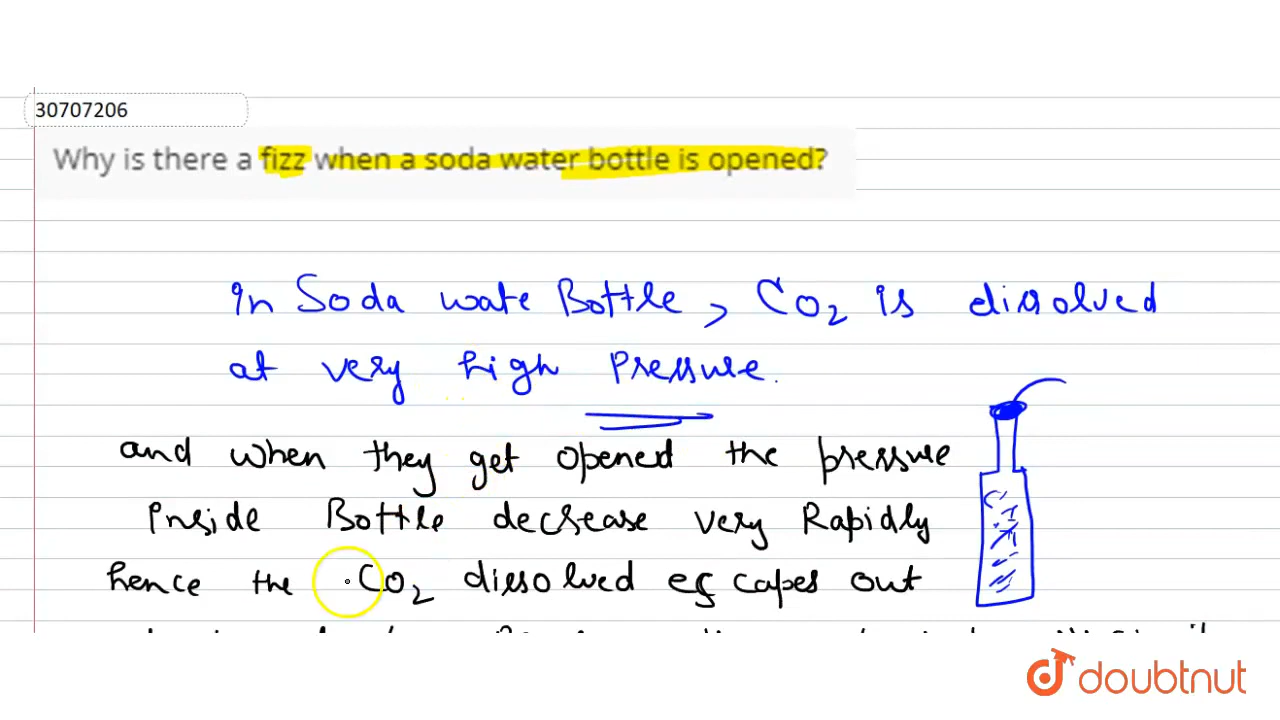 30707206
Why is there a fizz when a soda water bottle is opened?
In Soda wate Bottle, CO2 is dissolved
at very high Pressure.
and when they get opened the pressure
Inside Bottle decrease very Rapidly
hence the CO2 dissolved escapes out
doubtnut